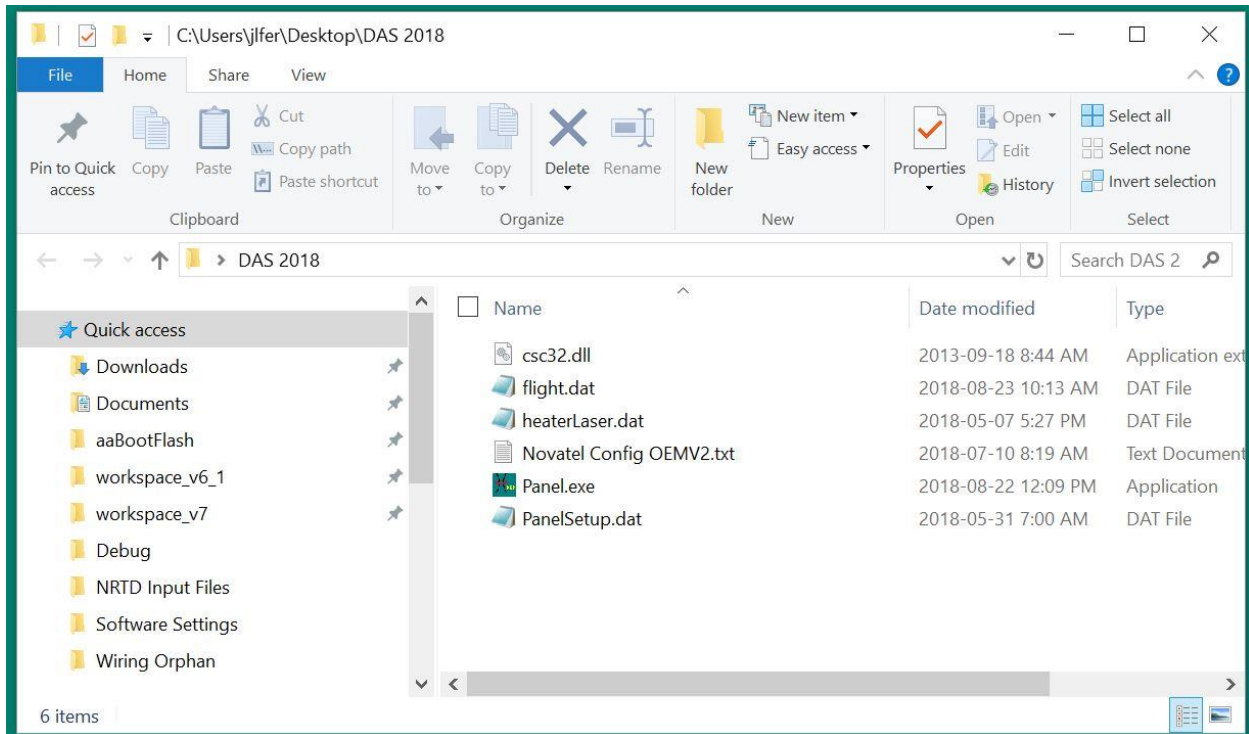 C:\Users\jlfer\Desktop\DAS 2018
File Home Share View
Pin to Quick access
Copy
Paste
Cut
Copy path
Paste shortcut
Clipboard
Move to
Copy to
Delete
Rename
Organize
New folder
New item
Easy access
New
Properties
Open
Edit
History
Open
Select all
Select none
Invert selection
Select
DAS 2018
Search DAS 2
Quick access
Downloads
Documents
aaBootFlash
workspace_v6_1
workspace_v7
Debug
NRTD Input Files
Software Settings
Wiring Orphan
Name Date modified Type
csc32.dll 2013-09-18 8:44 AM Application ext
flight.dat 2018-08-23 10:13 AM DAT File
heaterLaser.dat 2018-05-07 5:27 PM DAT File
Novatel Config OEMV2.txt 2018-07-10 8:19 AM Text Document
Panel.exe 2018-08-22 12:09 PM Application
PanelSetup.dat 2018-05-31 7:00 AM DAT File
6 items